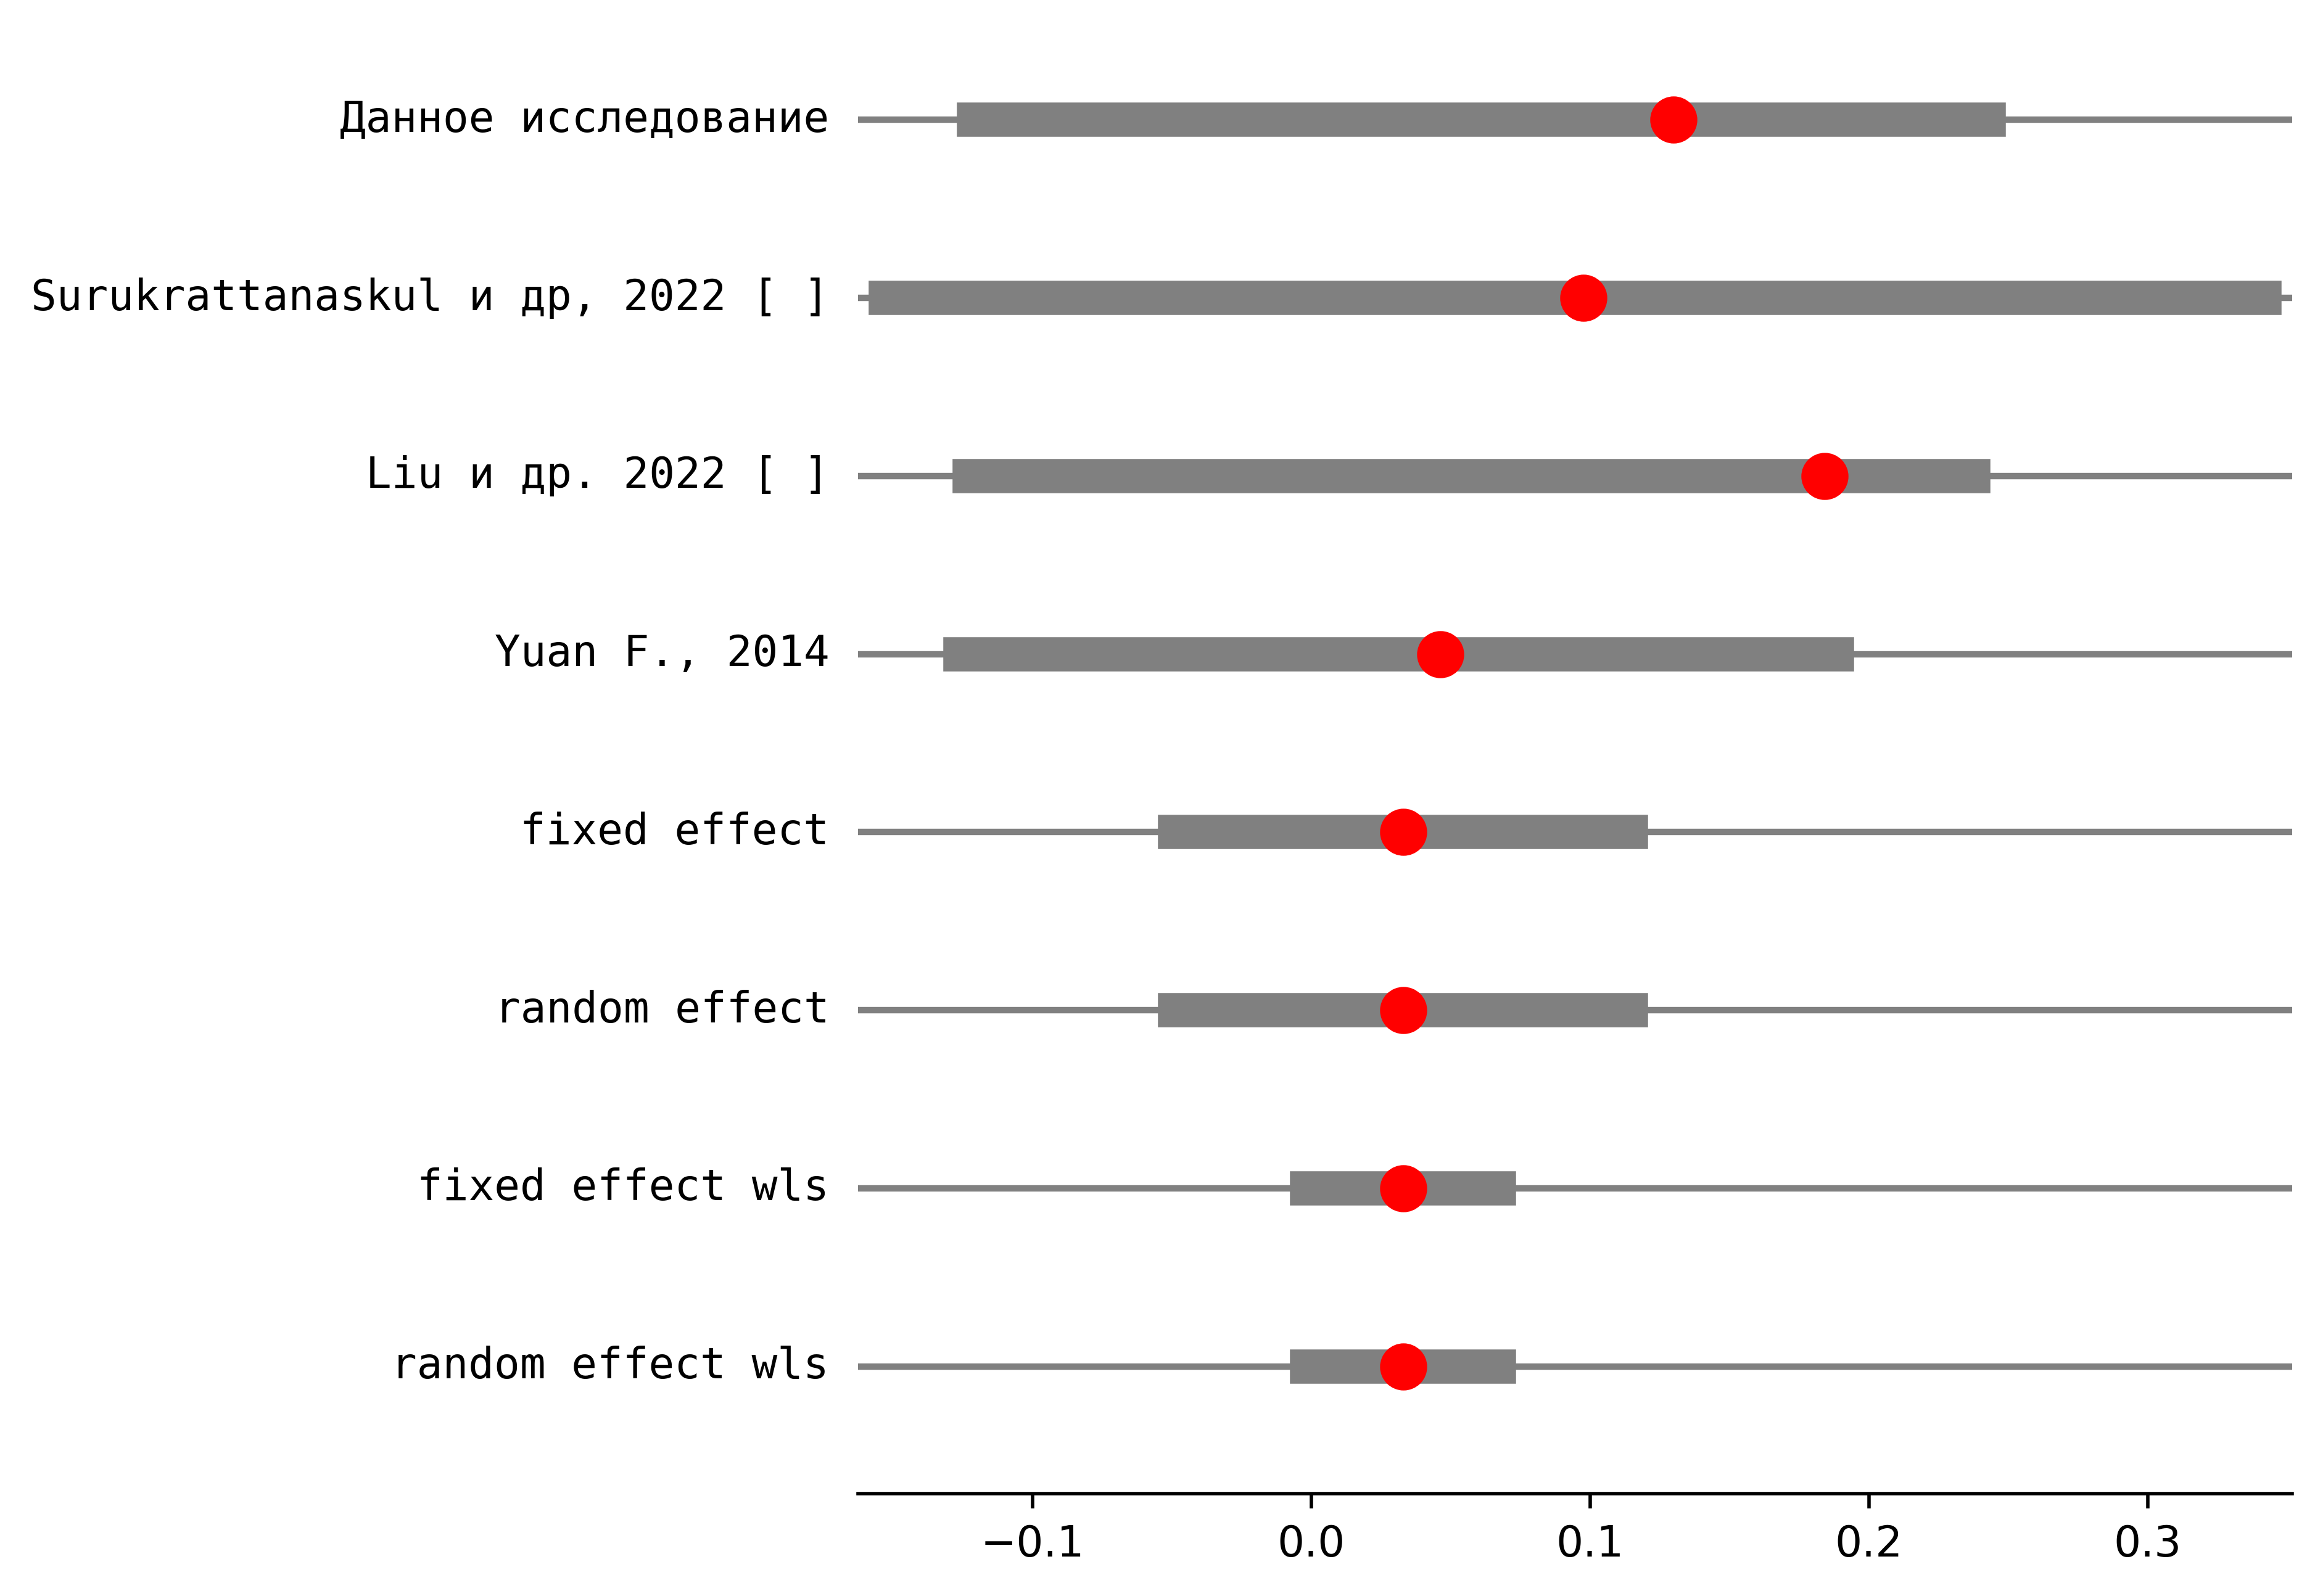 Данное исследование
Surukrattanaskul и др, 2022 [ ]
Liu и др. 2022 [ ]
Yuan F., 2014
fixed effect
random effect
fixed effect wls
random effect wls
−0.1 0.0 0.1 0.2 0.3